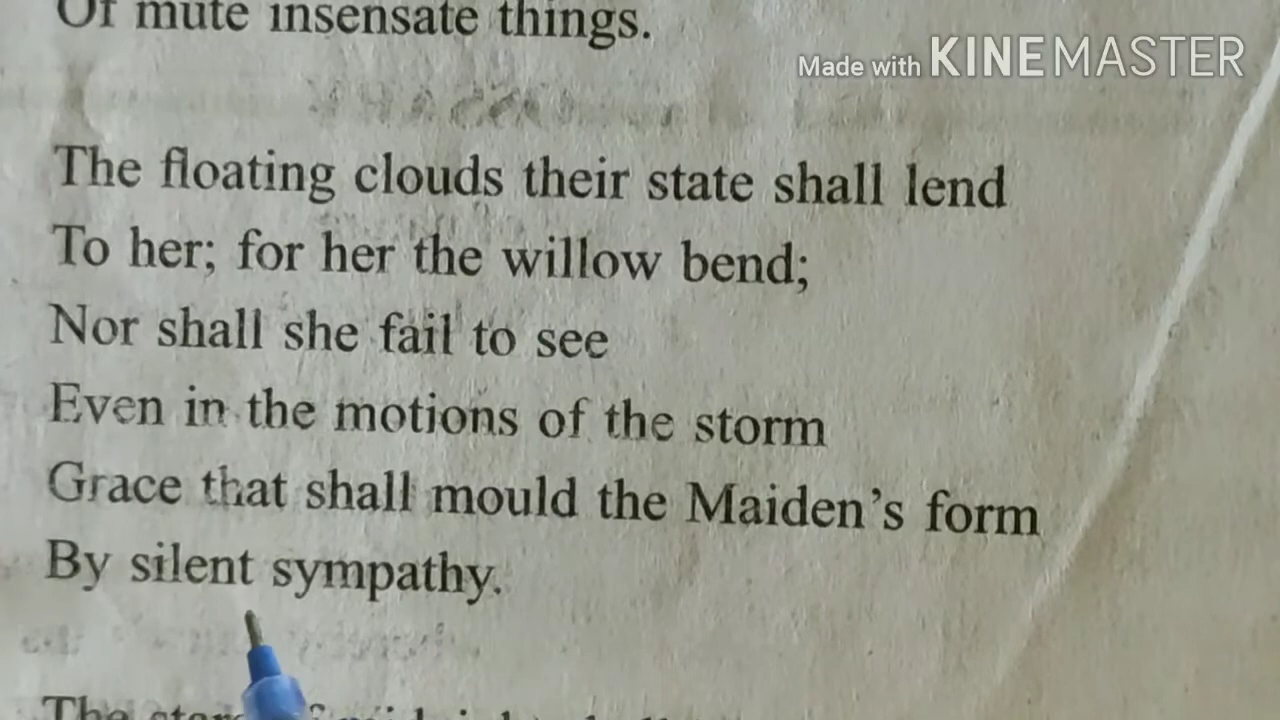 Of mute insensate things.
Made with KINEMASTER
The floating clouds their state shall lend
To her; for her the willow bend;
Nor shall she fail to see
Even in the motions of the storm
Grace that shall mould the Maiden's form
By silent sympathy.
The